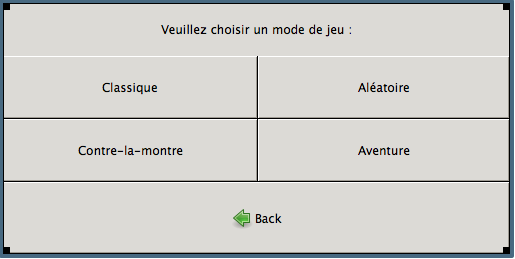 Veuillez choisir un mode de jeu :
Classique
Aléatoire
Contre-la-montre
Aventure
Back